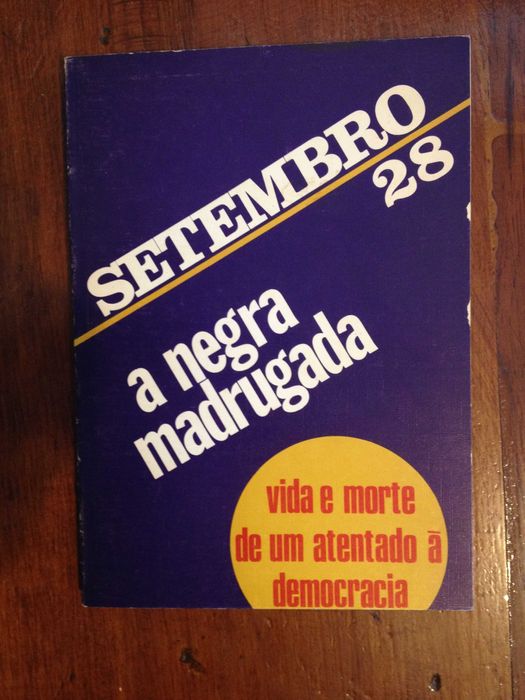 SETEMBRO
28
a negra
madrugada
vida e morte
de um atentado à
democracia